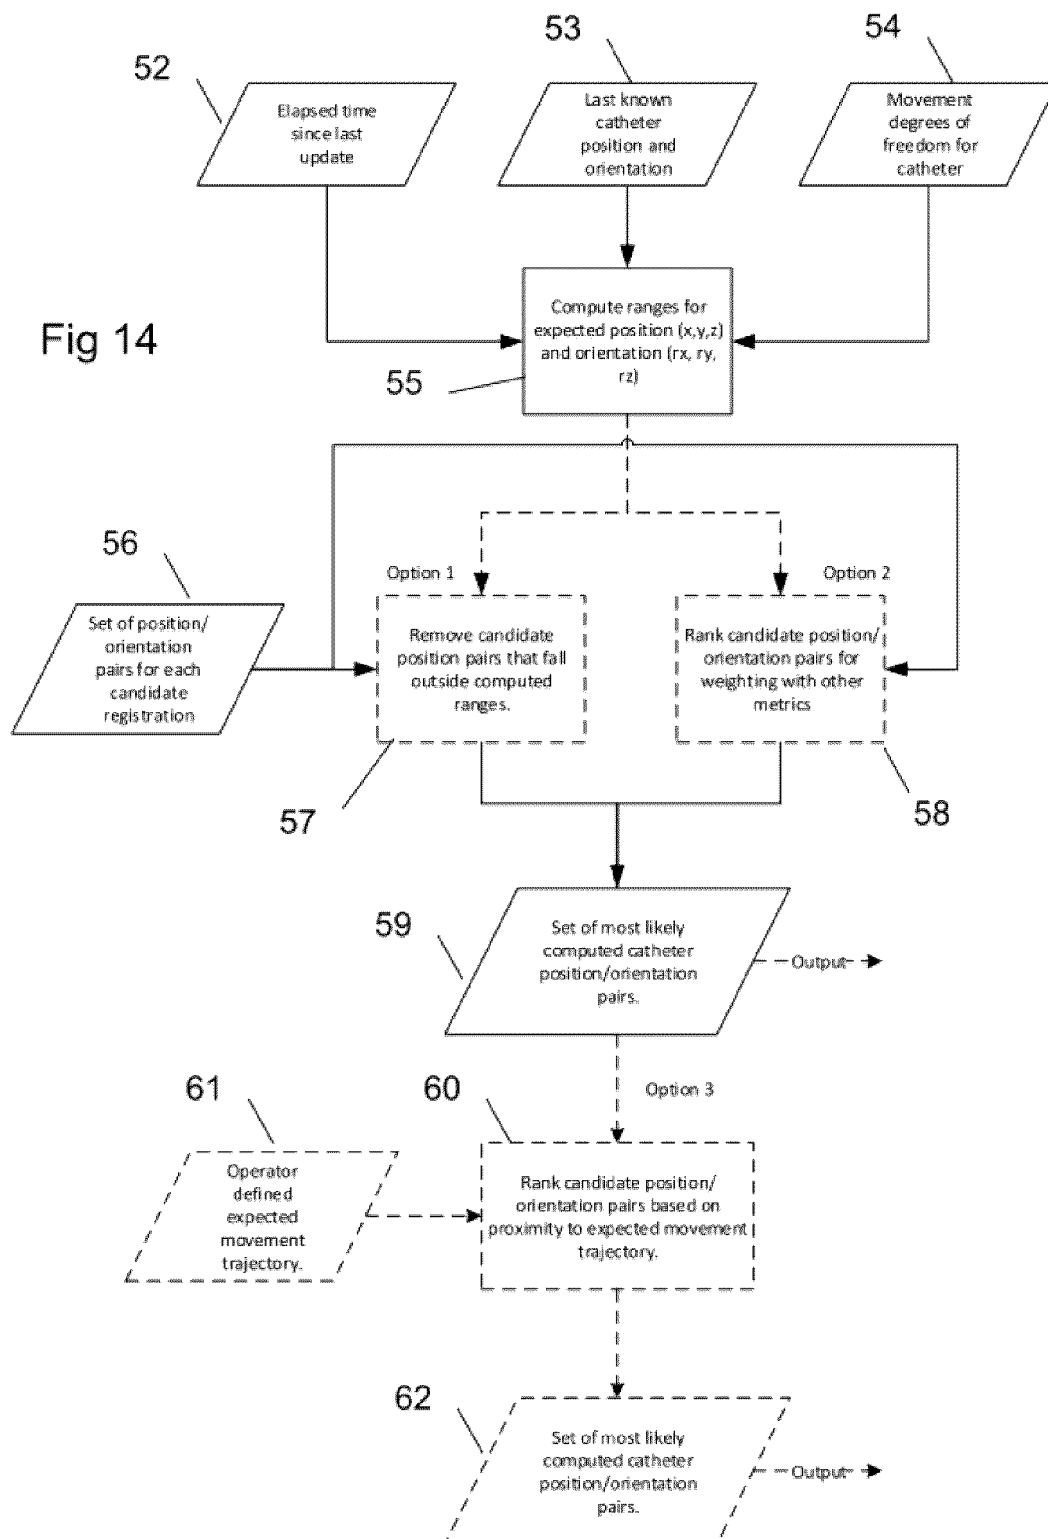 53
54
52
Elapsed time
since last
update
Last known
catheter
position and
orientation
Movement
degrees of
freedom for
catheter
Fig 14
Compute ranges for
expected position (x,y,z)
and orientation (rx, ry,
rz)
55
56
Option 1
Option 2
Set of position/
orientation
pairs for each
candidate
registration
Remove candidate
position pairs that fall
outside computed
ranges.
Rank candidate position/
orientation pairs for
weighting with other
metrics
57
58
59
Set of most likely
computed catheter
position/orientation
pairs.
Output
Option 3
61
60
Operator
defined
expected
movement
trajectory.
Rank candidate position/
orientation pairs based on
proximity to expected movement
trajectory.
62
Set of most likely
computed catheter
position/orientation
pairs.
Output